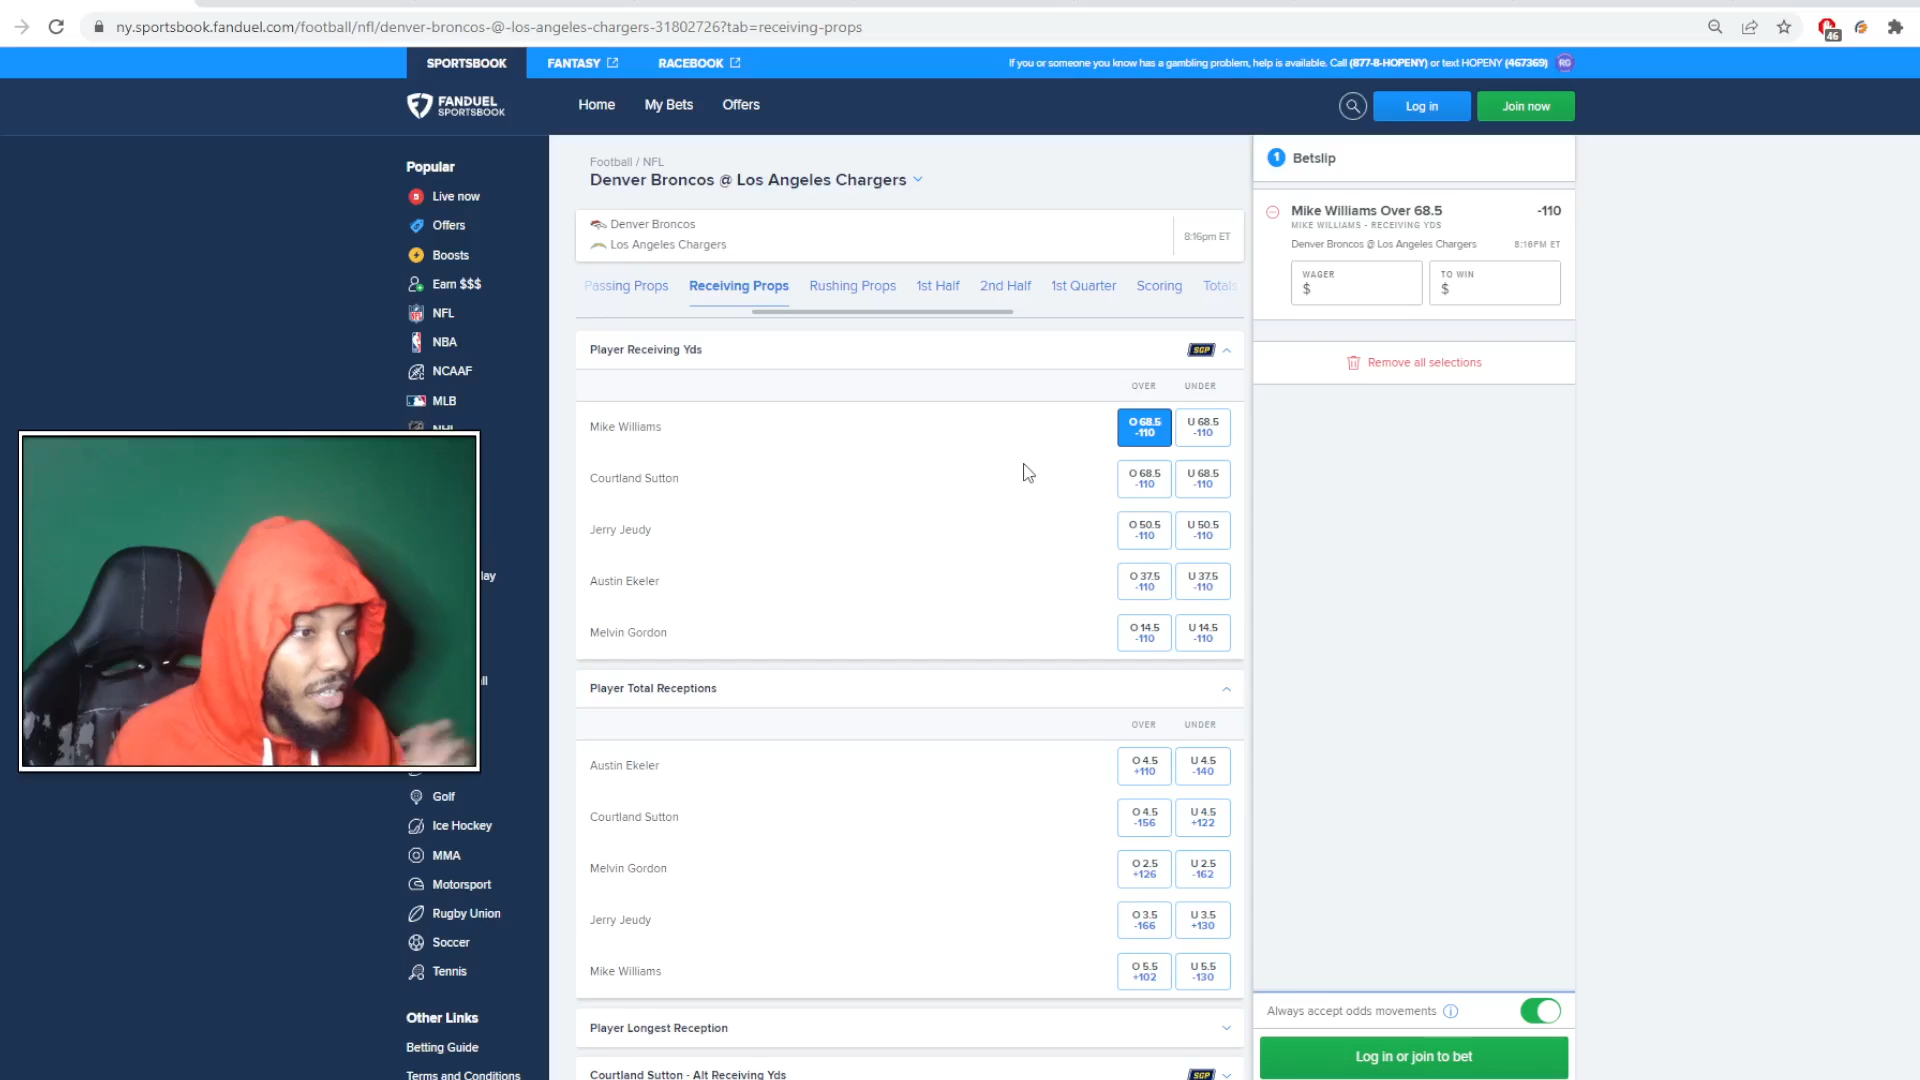 ny.sportsbook.fanduel.com/football/nfl/denver-broncos-@-los-angeles-chargers-31802726?tab=receiving-props
46
SPORTSBOOK
FANTASY
RACEBOOK
If you or someone you know has a gambling problem, help is available. Call (877-8-HOPENY) or text HOPENY (467369)
RG
FANDUEL
SPORTSBOOK
Home
My Bets
Offers
Log in
Join now
Popular
Live now
Offers
Boosts
Earn $$$
NFL
NBA
NCAAF
MLB
NHL
lay
ll
Golf
Ice Hockey
MMA
Motorsport
Rugby Union
Soccer
Tennis
Other Links
Betting Guide
Terms and Conditions
Football / NFL
Denver Broncos @ Los Angeles Chargers
Denver Broncos
Los Angeles Chargers
8:16pm ET
Passing Props
Receiving Props
Rushing Props
1st Half
2nd Half
1st Quarter
Scoring
Totals
Player Receiving Yds
SGP
OVER UNDER
Mike Williams
O 68.5 U 68.5
-110 -110
Courtland Sutton
O 68.5 U 68.5
-110 -110
Jerry Jeudy
O 50.5 U 50.5
-110 -110
Austin Ekeler
O 37.5 U 37.5
-110 -110
Melvin Gordon
O 14.5 U 14.5
-110 -110
Player Total Receptions
OVER UNDER
Austin Ekeler
O 4.5 U 4.5
+110 -140
Courtland Sutton
O 4.5 U 4.5
-156 +122
Melvin Gordon
O 2.5 U 2.5
+126 -162
Jerry Jeudy
O 3.5 U 3.5
-166 +130
Mike Williams
O 5.5 U 5.5
+102 -130
Player Longest Reception
Courtland Sutton - Alt Receiving Yds
SGP
1 Betslip
Mike Williams Over 68.5 -110
MIKE WILLIAMS - RECEIVING YDS
Denver Broncos @ Los Angeles Chargers 8:16PM ET
WAGER
$
TO WIN
$
Remove all selections
Always accept odds movements
Log in or join to bet